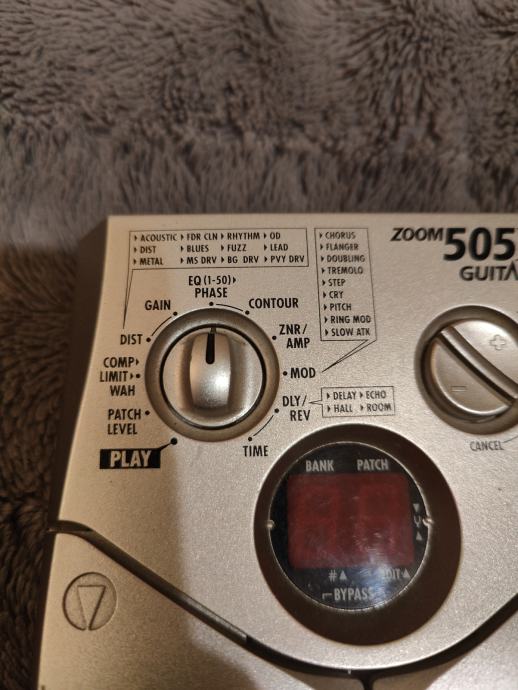 ▸ACOUSTIC ▸FDR CLN ▸RHYTHM ▸OD
▸DIST ▸BLUES ▸FUZZ ▸LEAD
▸METAL ▸MS DRV ▸BG DRV ▸PVY DRV
▸CHORUS
▸FLANGER
▸DOUBLING
▸TREMOLO
▸STEP
▸CRY
▸PITCH
▸RING MOD
▸SLOW ATK
ZOOM 505
GUITA
EQ (1-50)▸
PHASE
GAIN
CONTOUR
DIST
ZNR/
AMP
COMP▸
LIMIT▸
WAH
MOD
PATCH
LEVEL
DLY/
REV
▸DELAY ▸ECHO
▸HALL ▸ROOM
PLAY
TIME
+
−
CANCEL
BANK PATCH
#▲ EDIT▲
BYPASS